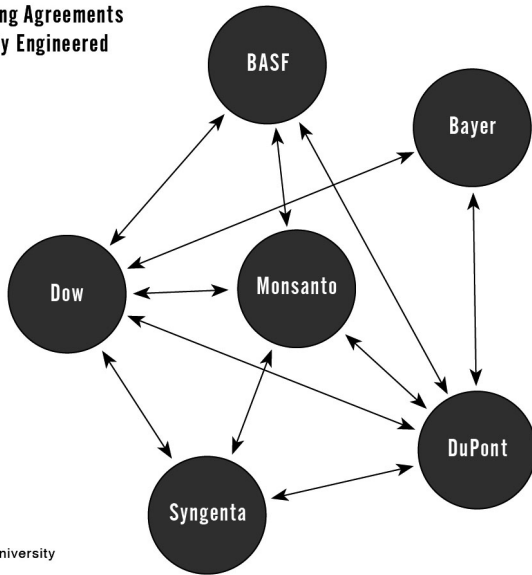 ng Agreements
y Engineered
BASF
Bayer
Dow
Monsanto
DuPont
Syngenta
niversity